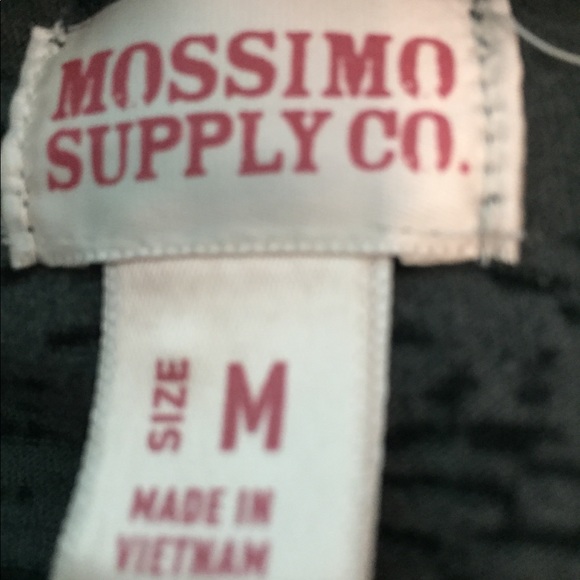 MOSSIMO
SUPPLY CO.
SIZE M
MADE IN
VIETNAM